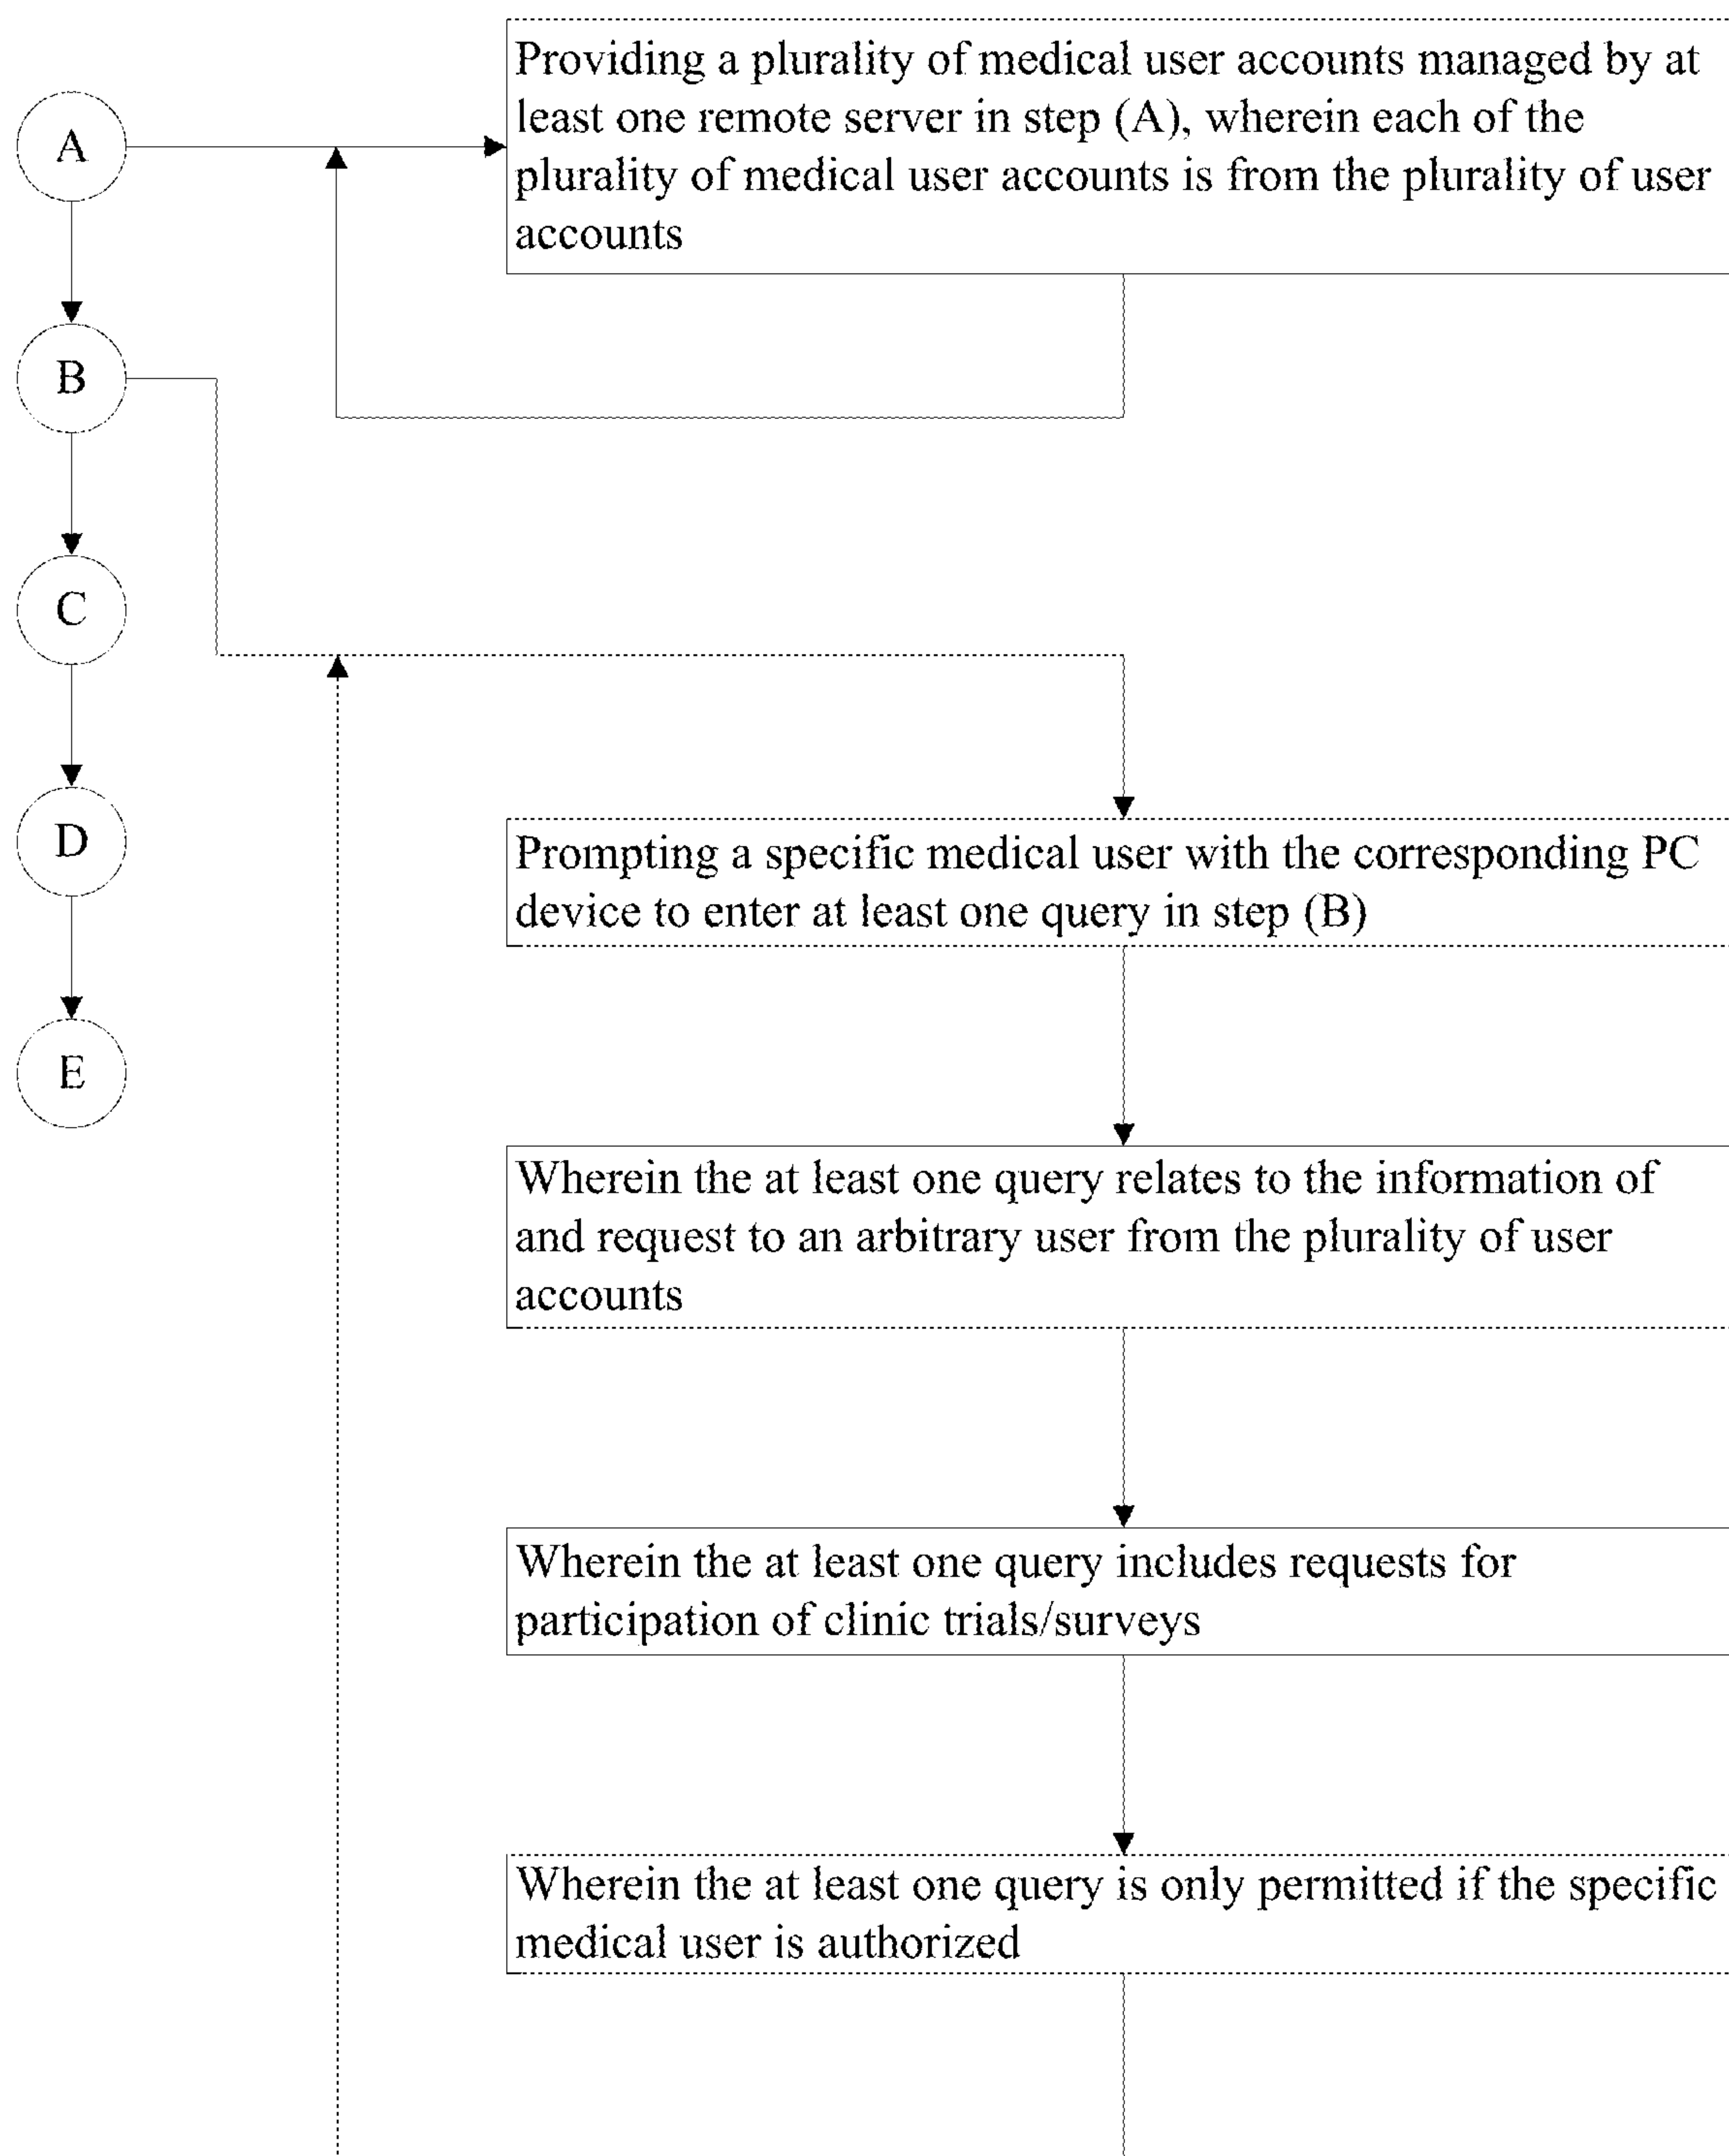 Providing a plurality of medical user accounts managed by at
least one remote server in step (A), wherein each of the
plurality of medical user accounts is from the plurality of user
accounts
A
B
C
D
E
Prompting a specific medical user with the corresponding PC
device to enter at least one query in step (B)
Wherein the at least one query relates to the information of
and request to an arbitrary user from the plurality of user
accounts
Wherein the at least one query includes requests for
participation of clinic trials/surveys
Wherein the at least one query is only permitted if the specific
medical user is authorized